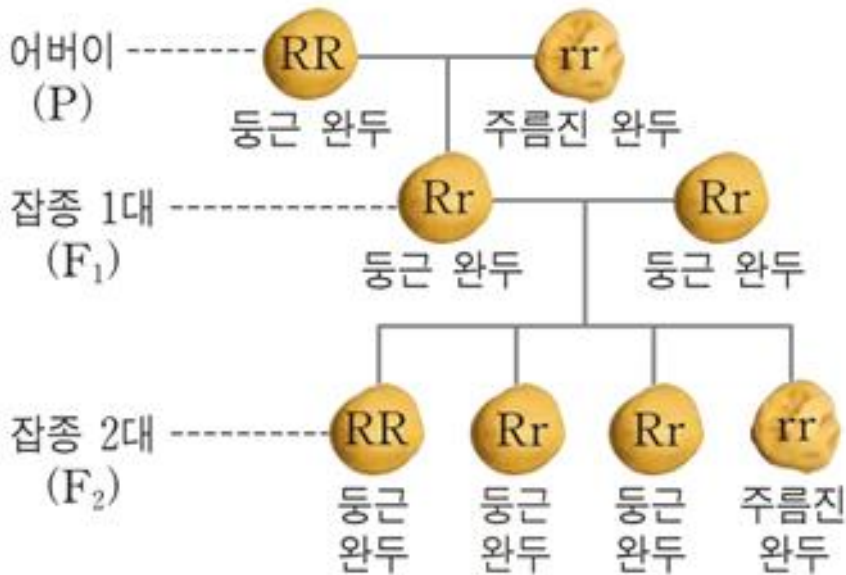 어버이
(P)
RR
rr
둥근 완두
주름진 완두
잡종 1대
(F₁)
Rr
Rr
둥근 완두
둥근 완두
잡종 2대
(F₂)
RR
Rr
Rr
rr
둥근
완두
둥근
완두
둥근
완두
주름진
완두